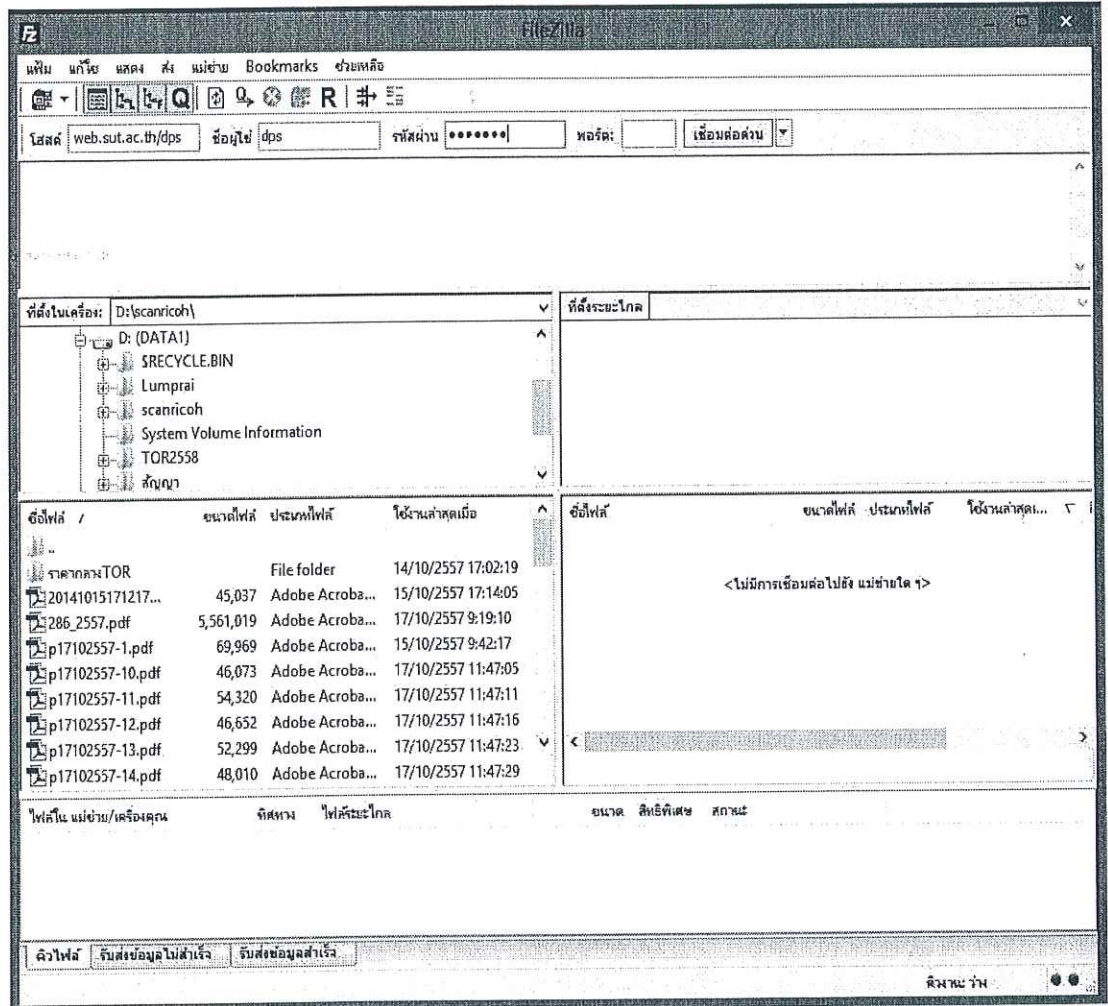 FileZilla
แฟ้ม แก้ไข แสดง ส่ง แม่ข่าย Bookmarks ช่วยเหลือ
โฮสต์ web.sut.ac.th/dps ชื่อผู้ใช้ dps รหัสผ่าน ●●●●●●● พอร์ต: เชื่อมต่อด่วน
ที่ตั้งในเครื่อง: D:\scanricoh\
ที่ตั้งระยะไกล
D: (DATA1)
$RECYCLE.BIN
Lumprai
scanricoh
System Volume Information
TOR2558
สัญญา
ชื่อไฟล์ / ขนาดไฟล์ ประเภทไฟล์ ใช้งานล่าสุดเมื่อ
..
ราคากลางTOR File folder 14/10/2557 17:02:19
20141015171217... 45,037 Adobe Acroba... 15/10/2557 17:14:05
286_2557.pdf 5,561,019 Adobe Acroba... 17/10/2557 9:19:10
p17102557-1.pdf 69,969 Adobe Acroba... 15/10/2557 9:42:17
p17102557-10.pdf 46,073 Adobe Acroba... 17/10/2557 11:47:05
p17102557-11.pdf 54,320 Adobe Acroba... 17/10/2557 11:47:11
p17102557-12.pdf 46,652 Adobe Acroba... 17/10/2557 11:47:16
p17102557-13.pdf 52,299 Adobe Acroba... 17/10/2557 11:47:23
p17102557-14.pdf 48,010 Adobe Acroba... 17/10/2557 11:47:29
ชื่อไฟล์ ขนาดไฟล์ ประเภทไฟล์ ใช้งานล่าสุดเ...
<ไม่มีการเชื่อมต่อไปยัง แม่ข่ายใด ๆ>
ไฟล์ใน แม่ข่าย/เครื่องคุณ ทิศทาง ไฟล์ระยะไกล ขนาด สิทธิพิเศษ สถานะ
คิวไฟล์ รับส่งข้อมูลไม่สำเร็จ รับส่งข้อมูลสำเร็จ
ว่าง